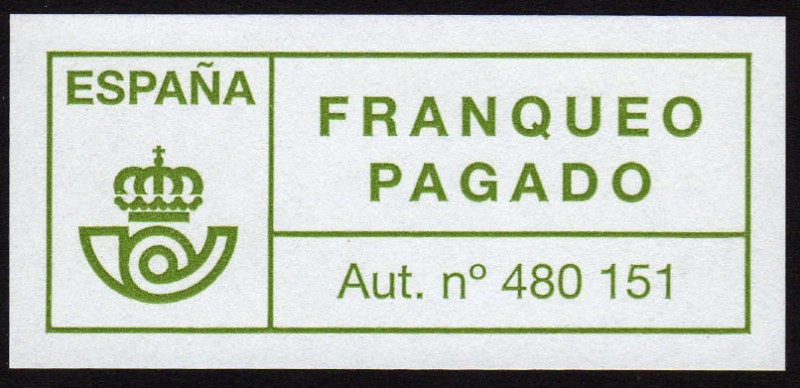 ESPAÑA
FRANQUEO
PAGADO
Aut. nº 480 151